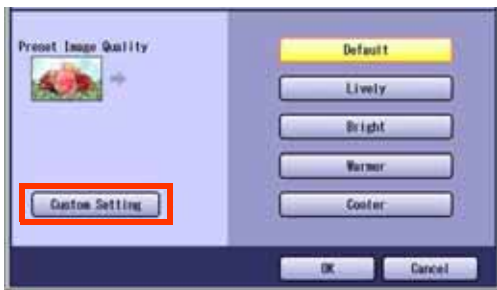 Preset Image Quality
Default
Lively
Bright
Warmer
Cooler
Custom Setting
OK
Cancel